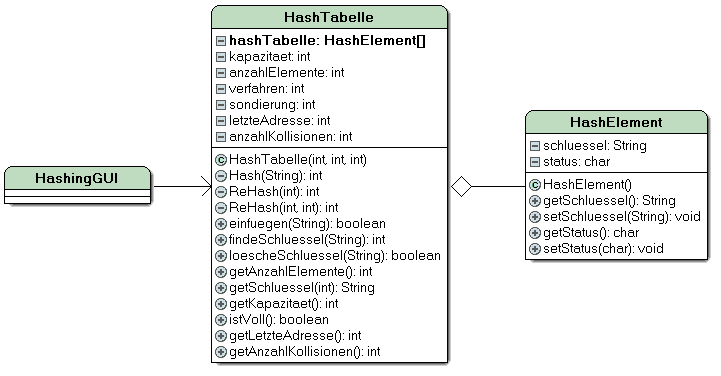 HashTabelle
hashTabelle: HashElement[]
kapazitaet: int
anzahlElemente: int
verfahren: int
sondierung: int
letzteAdresse: int
anzahlKollisionen: int
HashTabelle(int, int, int)
Hash(String): int
ReHash(int): int
ReHash(int, int): int
einfuegen(String): boolean
findeSchluessel(String): int
loescheSchluessel(String): boolean
getAnzahlElemente(): int
getSchluessel(int): String
getKapazitaet(): int
istVoll(): boolean
getLetzteAdresse(): int
getAnzahlKollisionen(): int
HashingGUI
HashElement
schluessel: String
status: char
HashElement()
getSchluessel(): String
setSchluessel(String): void
getStatus(): char
setStatus(char): void